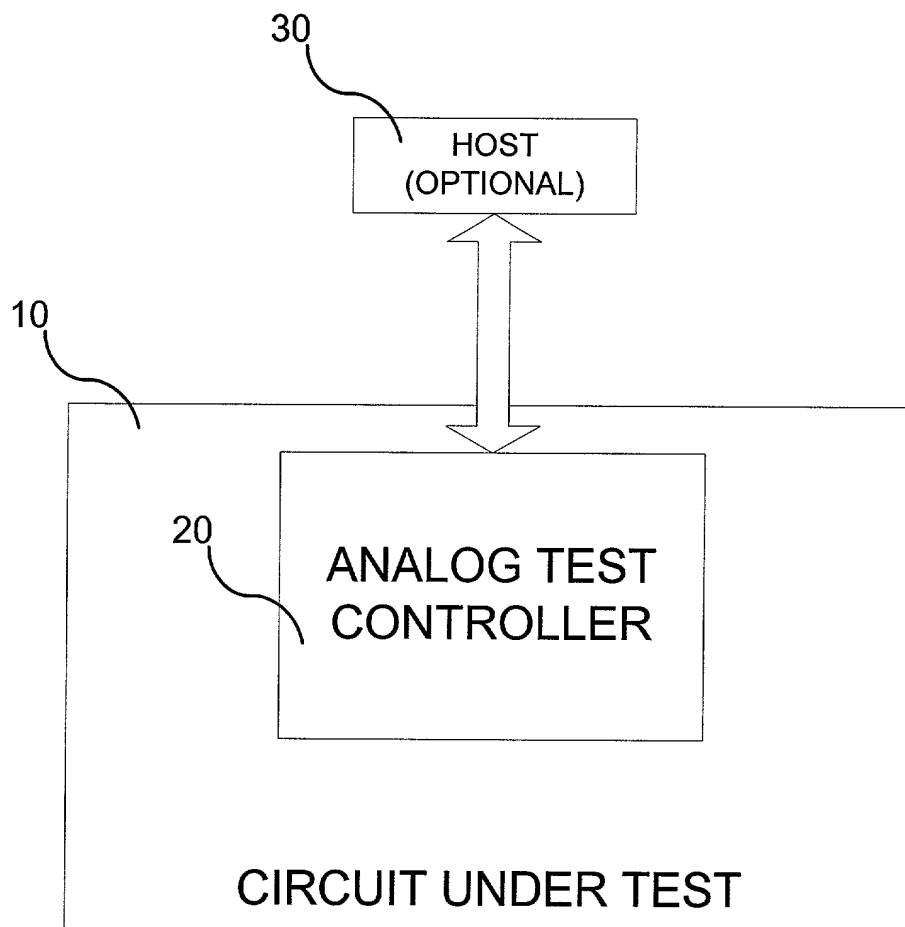 30
HOST
(OPTIONAL)
10
20
ANALOG TEST
CONTROLLER
CIRCUIT UNDER TEST